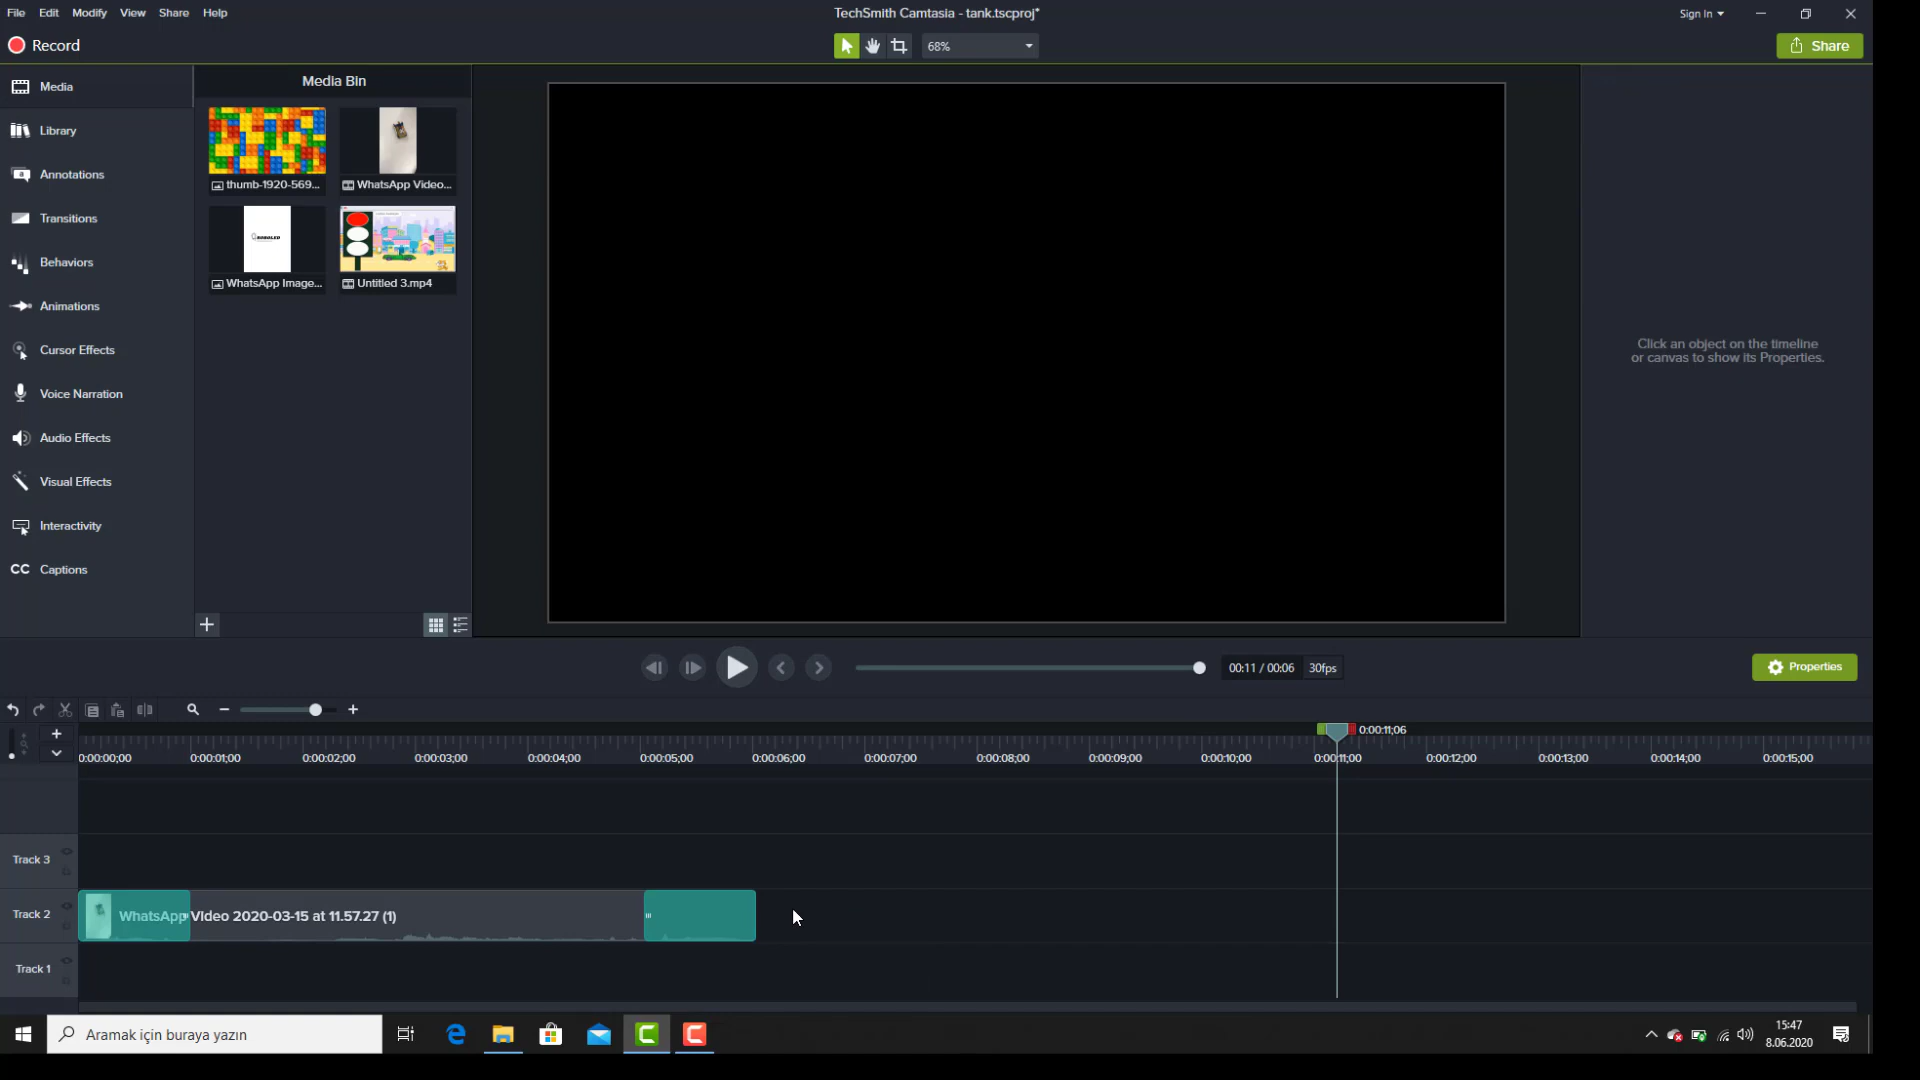 File Edit Modify View Share Help
TechSmith Camtasia - tank.tscproj*
Sign In
Record
68%
Share
Media
Library
Annotations
Transitions
Behaviors
Animations
Cursor Effects
Voice Narration
Audio Effects
Visual Effects
Interactivity
CC Captions
Media Bin
thumb-1920-569...
WhatsApp Video...
WhatsApp Image...
Untitled 3.mp4
Click an object on the timeline
or canvas to show its Properties.
00:11 / 00:06 30fps
Properties
0:00:11;06
0:00:00;00 0:00:01;00 0:00:02;00 0:00:03;00 0:00:04;00 0:00:05;00 0:00:06;00 0:00:07;00 0:00:08;00 0:00:09;00 0:00:10;00 0:00:11;00 0:00:12;00 0:00:13;00 0:00:14;00 0:00:15;00
Track 3
Track 2
WhatsApp Video 2020-03-15 at 11.57.27 (1)
Track 1
Aramak için buraya yazın
15:47
8.06.2020